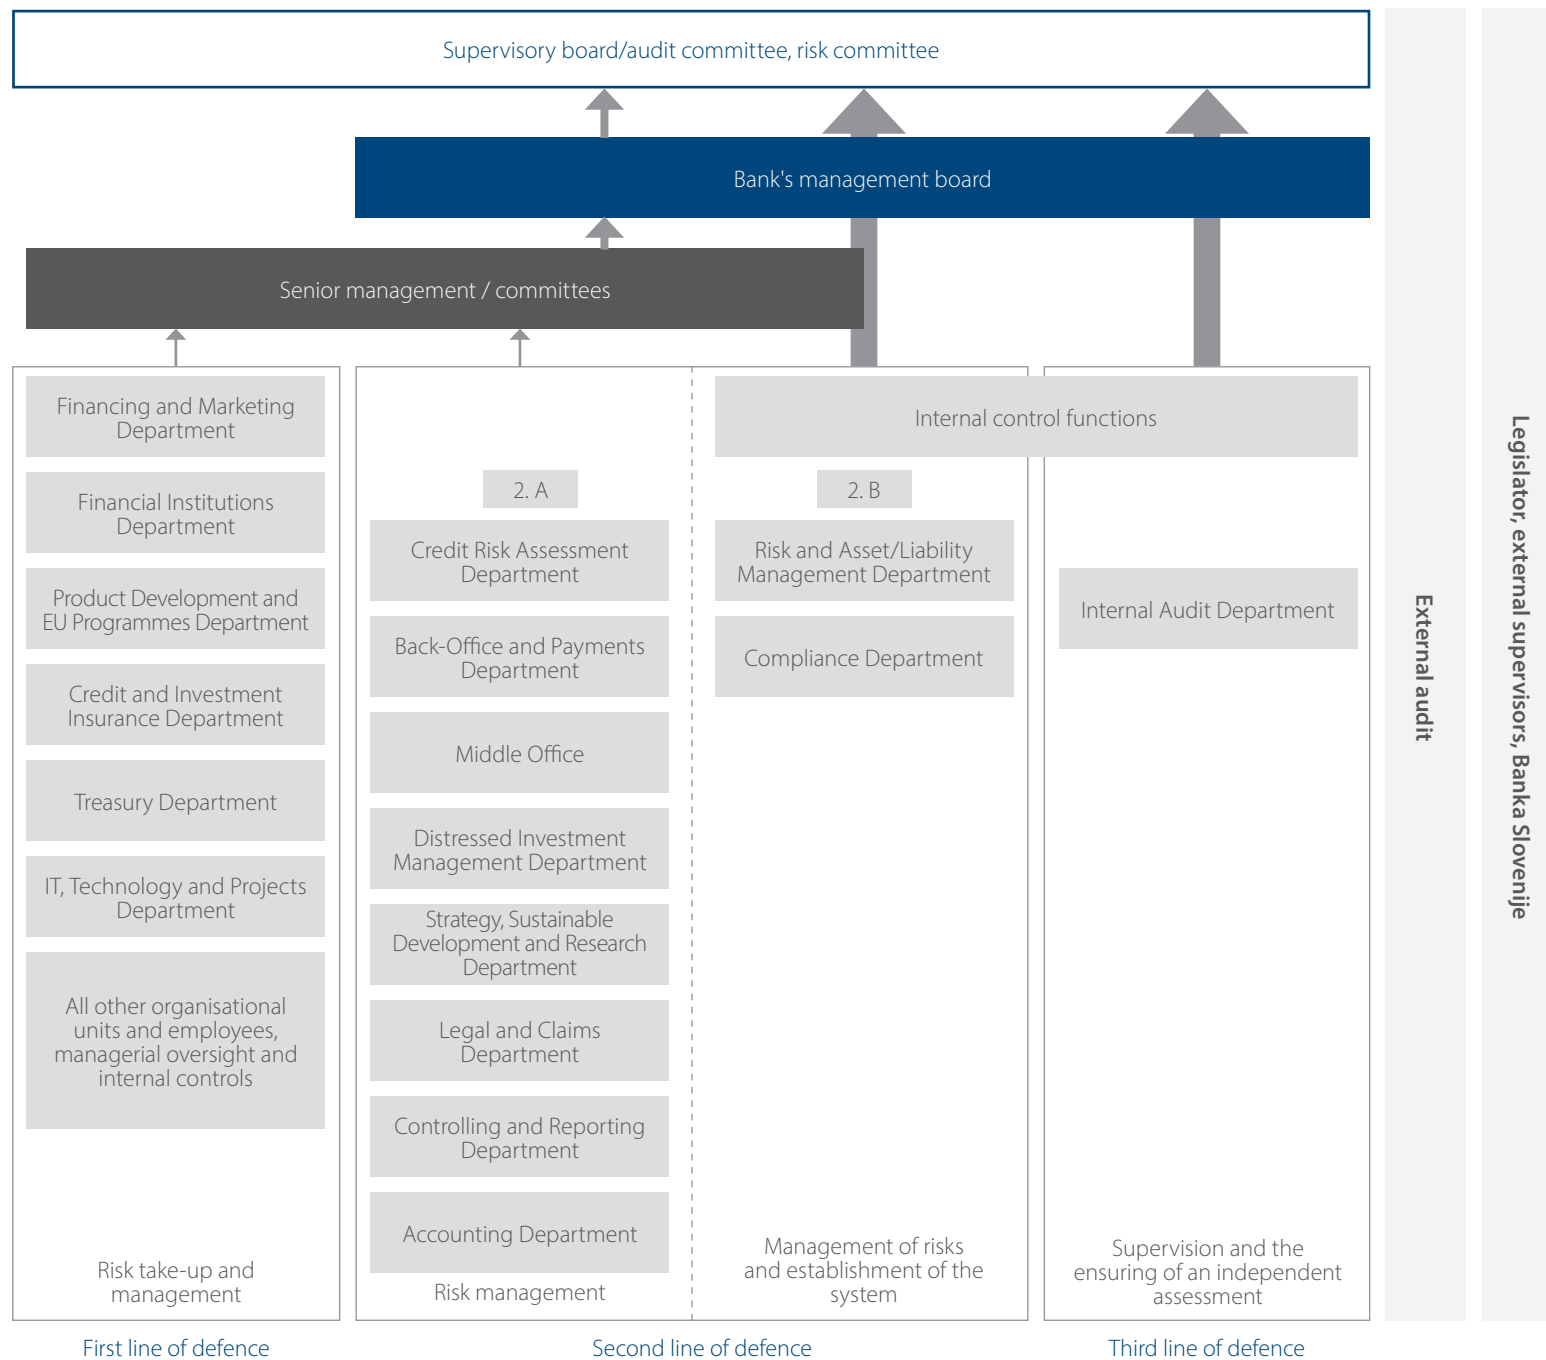 Supervisory board/audit committee, risk committee
Bank's management board
Senior management / committees
Financing and Marketing
Department
Financial Institutions
Department
Product Development and
EU Programmes Department
Credit and Investment
Insurance Department
Treasury Department
IT, Technology and Projects
Department
All other organisational
units and employees,
managerial oversight and
internal controls
Risk take-up and
management
First line of defence
2. A
Credit Risk Assessment
Department
Back-Office and Payments
Department
Middle Office
Distressed Investment
Management Department
Strategy, Sustainable
Development and Research
Department
Legal and Claims
Department
Controlling and Reporting
Department
Accounting Department
Risk management
Internal control functions
2. B
Risk and Asset/Liability
Management Department
Compliance Department
Management of risks
and establishment of the
system
Second line of defence
Internal Audit Department
Supervision and the
ensuring of an independent
assessment
Third line of defence
External audit
Legislator, external supervisors, Banka Slovenije